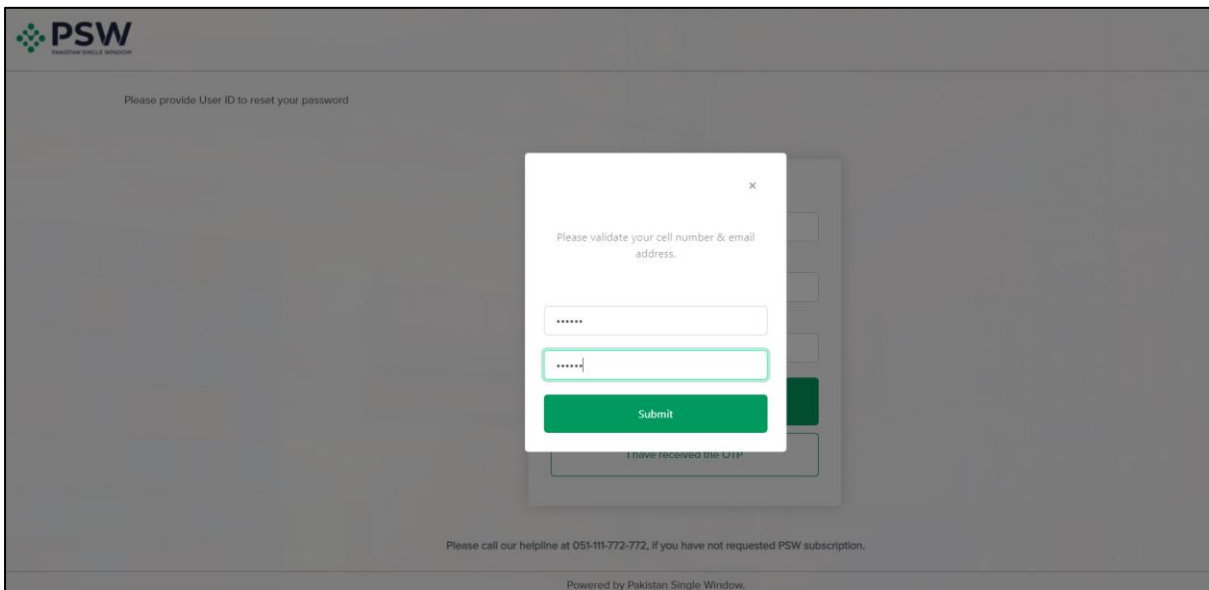 PSW
PAKISTAN SINGLE WINDOW
Please provide User ID to reset your password
×
Please validate your cell number & email
address.
••••••
••••••
Submit
I have received the OTP
Please call our helpline at 051-111-772-772, if you have not requested PSW subscription.
Powered by Pakistan Single Window.